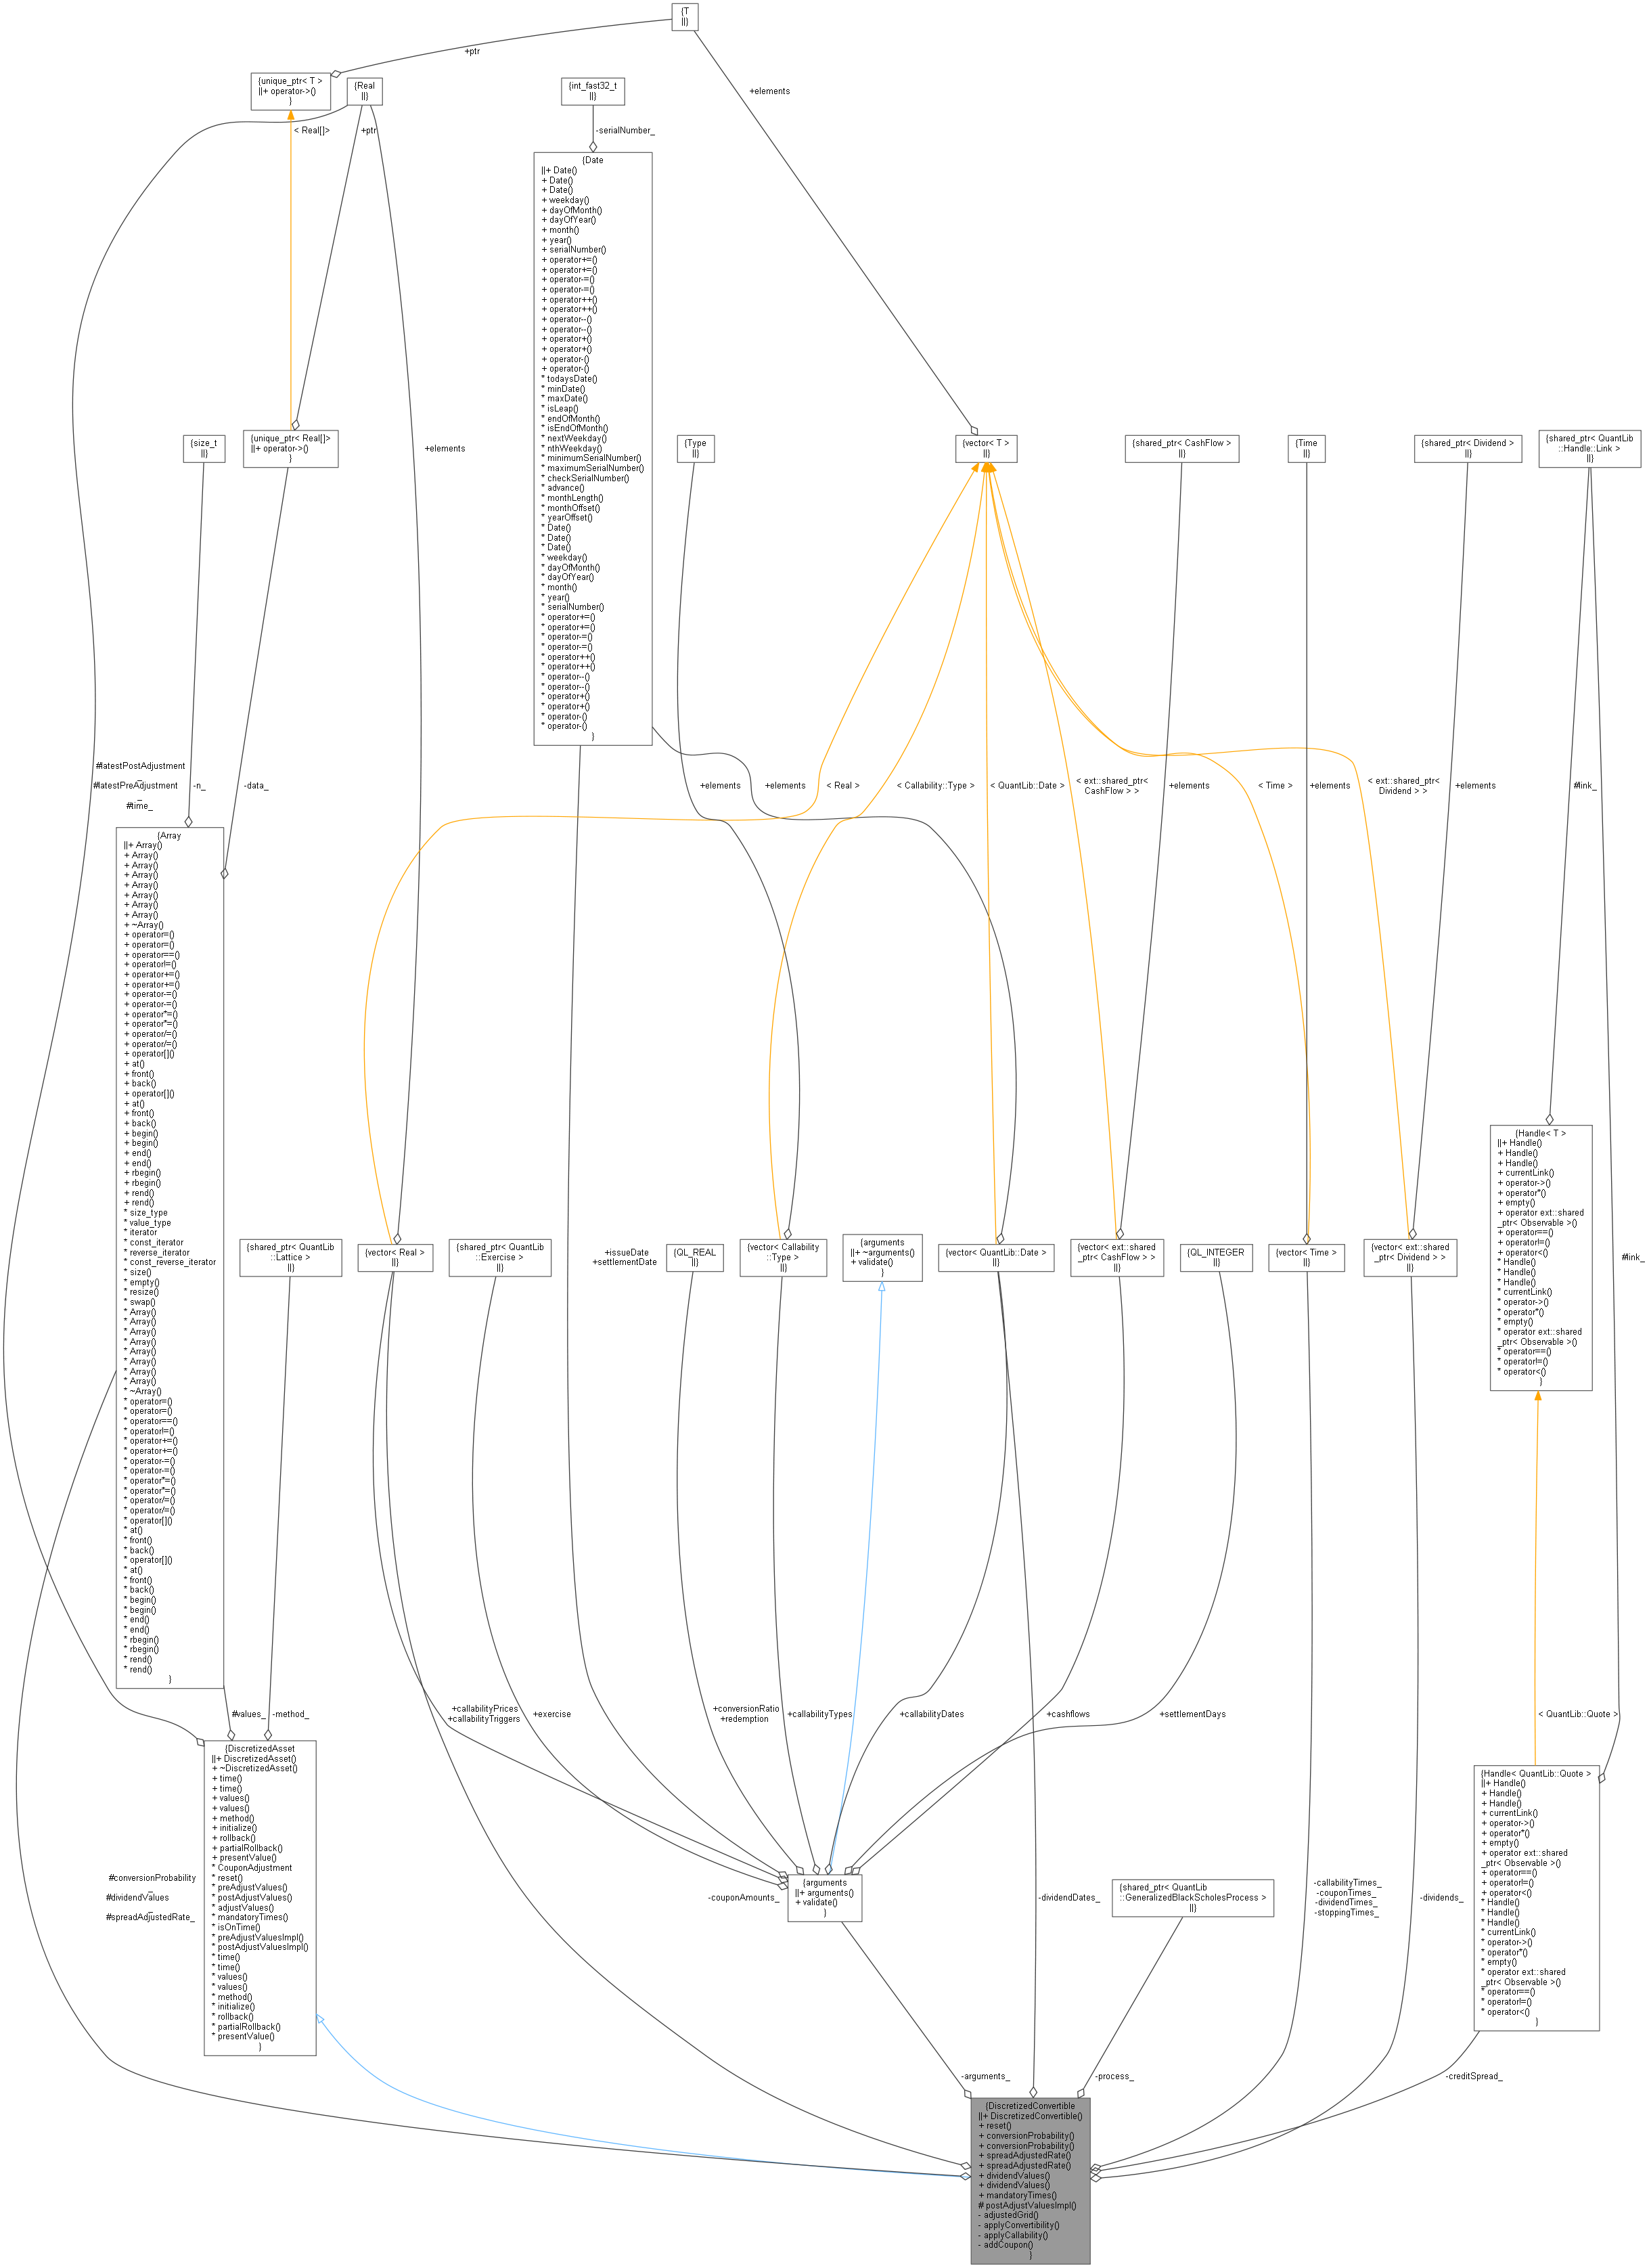 {T
||}
+ptr
{unique_ptr< T >
||+ operator->()
}
{Real
||}
{int_fast32_t
||}
+elements
< Real[]>
+ptr
-serialNumber_
{Date
||+ Date()
+ Date()
+ Date()
+ weekday()
+ dayOfMonth()
+ dayOfYear()
+ month()
+ year()
+ serialNumber()
+ operator+=()
+ operator+=()
+ operator-=()
+ operator-=()
+ operator++()
+ operator++()
+ operator--()
+ operator--()
+ operator+()
+ operator+()
+ operator-()
+ operator-()
* todaysDate()
* minDate()
* maxDate()
* isLeap()
* endOfMonth()
* isEndOfMonth()
* nextWeekday()
* nthWeekday()
* minimumSerialNumber()
* maximumSerialNumber()
* checkSerialNumber()
* advance()
* monthLength()
* monthOffset()
* yearOffset()
* Date()
* Date()
* Date()
* weekday()
* dayOfMonth()
* dayOfYear()
* month()
* year()
* serialNumber()
* operator+=()
* operator+=()
* operator-=()
* operator-=()
* operator++()
* operator++()
* operator--()
* operator--()
* operator+()
* operator+()
* operator-()
* operator-()
}
{size_t
||}
{unique_ptr< Real[]>
||+ operator->()
}
+elements
{Type
||}
{vector< T >
||}
{shared_ptr< CashFlow >
||}
{Time
||}
{shared_ptr< Dividend >
||}
{shared_ptr< QuantLib
::Handle::Link >
||}
#latestPostAdjustment
_
#latestPreAdjustment
_
#time_
-n_
-data_
+elements
+elements
< Real >
< Callability::Type >
< QuantLib::Date >
< ext::shared_ptr<
CashFlow > >
+elements
< Time >
+elements
< ext::shared_ptr<
Dividend > >
+elements
#link_
{Array
||+ Array()
+ Array()
+ Array()
+ Array()
+ Array()
+ Array()
+ Array()
+ Array()
+ ~Array()
+ operator=()
+ operator=()
+ operator==()
+ operator!=()
+ operator+=()
+ operator+=()
+ operator-=()
+ operator-=()
+ operator*=()
+ operator*=()
+ operator/=()
+ operator/=()
+ operator[]()
+ at()
+ front()
+ back()
+ operator[]()
+ at()
+ front()
+ back()
+ begin()
+ begin()
+ end()
+ end()
+ rbegin()
+ rbegin()
+ rend()
+ rend()
* size_type
* value_type
* iterator
* const_iterator
* reverse_iterator
* const_reverse_iterator
* size()
* empty()
* resize()
* swap()
* Array()
* Array()
* Array()
* Array()
* Array()
* Array()
* Array()
* Array()
* ~Array()
* operator=()
* operator=()
* operator==()
* operator!=()
* operator+=()
* operator+=()
* operator-=()
* operator-=()
* operator*=()
* operator*=()
* operator/=()
* operator/=()
* operator[]()
* at()
* front()
* back()
* operator[]()
* at()
* front()
* back()
* begin()
* begin()
* end()
* end()
* rbegin()
* rbegin()
* rend()
* rend()
}
{Handle< T >
||+ Handle()
+ Handle()
+ Handle()
+ currentLink()
+ operator->()
+ operator*()
+ empty()
+ operator ext::shared
_ptr< Observable >()
+ operator==()
+ operator!=()
+ operator<()
* Handle()
* Handle()
* Handle()
* currentLink()
* operator->()
* operator*()
* empty()
* operator ext::shared
_ptr< Observable >()
* operator==()
* operator!=()
* operator<()
}
{shared_ptr< QuantLib
::Lattice >
||}
{vector< Real >
||}
{shared_ptr< QuantLib
::Exercise >
||}
+issueDate
+settlementDate
{QL_REAL
||}
{vector< Callability
::Type >
||}
{arguments
||+ ~arguments()
+ validate()
}
{vector< QuantLib::Date >
||}
{vector< ext::shared
_ptr< CashFlow > >
||}
{QL_INTEGER
||}
{vector< Time >
||}
{vector< ext::shared
_ptr< Dividend > >
||}
#link_
#values_
-method_
+callabilityPrices
+callabilityTriggers
+exercise
+conversionRatio
+redemption
+callabilityTypes
+callabilityDates
+cashflows
+settlementDays
< QuantLib::Quote >
{DiscretizedAsset
||+ DiscretizedAsset()
+ ~DiscretizedAsset()
+ time()
+ time()
+ values()
+ values()
+ method()
+ initialize()
+ rollback()
+ partialRollback()
+ presentValue()
* CouponAdjustment
* reset()
* preAdjustValues()
* postAdjustValues()
* adjustValues()
* mandatoryTimes()
* isOnTime()
* preAdjustValuesImpl()
* postAdjustValuesImpl()
* time()
* time()
* values()
* values()
* method()
* initialize()
* rollback()
* partialRollback()
* presentValue()
}
{Handle< QuantLib::Quote >
||+ Handle()
+ Handle()
+ Handle()
+ currentLink()
+ operator->()
+ operator*()
+ empty()
+ operator ext::shared
_ptr< Observable >()
+ operator==()
+ operator!=()
+ operator<()
* Handle()
* Handle()
* Handle()
* currentLink()
* operator->()
* operator*()
* empty()
* operator ext::shared
_ptr< Observable >()
* operator==()
* operator!=()
* operator<()
}
#conversionProbability
_
#dividendValues
_
#spreadAdjustedRate_
-couponAmounts_
{arguments
||+ arguments()
+ validate()
}
-dividendDates_
{shared_ptr< QuantLib
::GeneralizedBlackScholesProcess >
||}
-callabilityTimes_
-couponTimes_
-dividendTimes_
-stoppingTimes_
-dividends_
-arguments_
-process_
-creditSpread_
{DiscretizedConvertible
||+ DiscretizedConvertible()
+ reset()
+ conversionProbability()
+ conversionProbability()
+ spreadAdjustedRate()
+ spreadAdjustedRate()
+ dividendValues()
+ dividendValues()
+ mandatoryTimes()
# postAdjustValuesImpl()
- adjustedGrid()
- applyConvertibility()
- applyCallability()
- addCoupon()
}